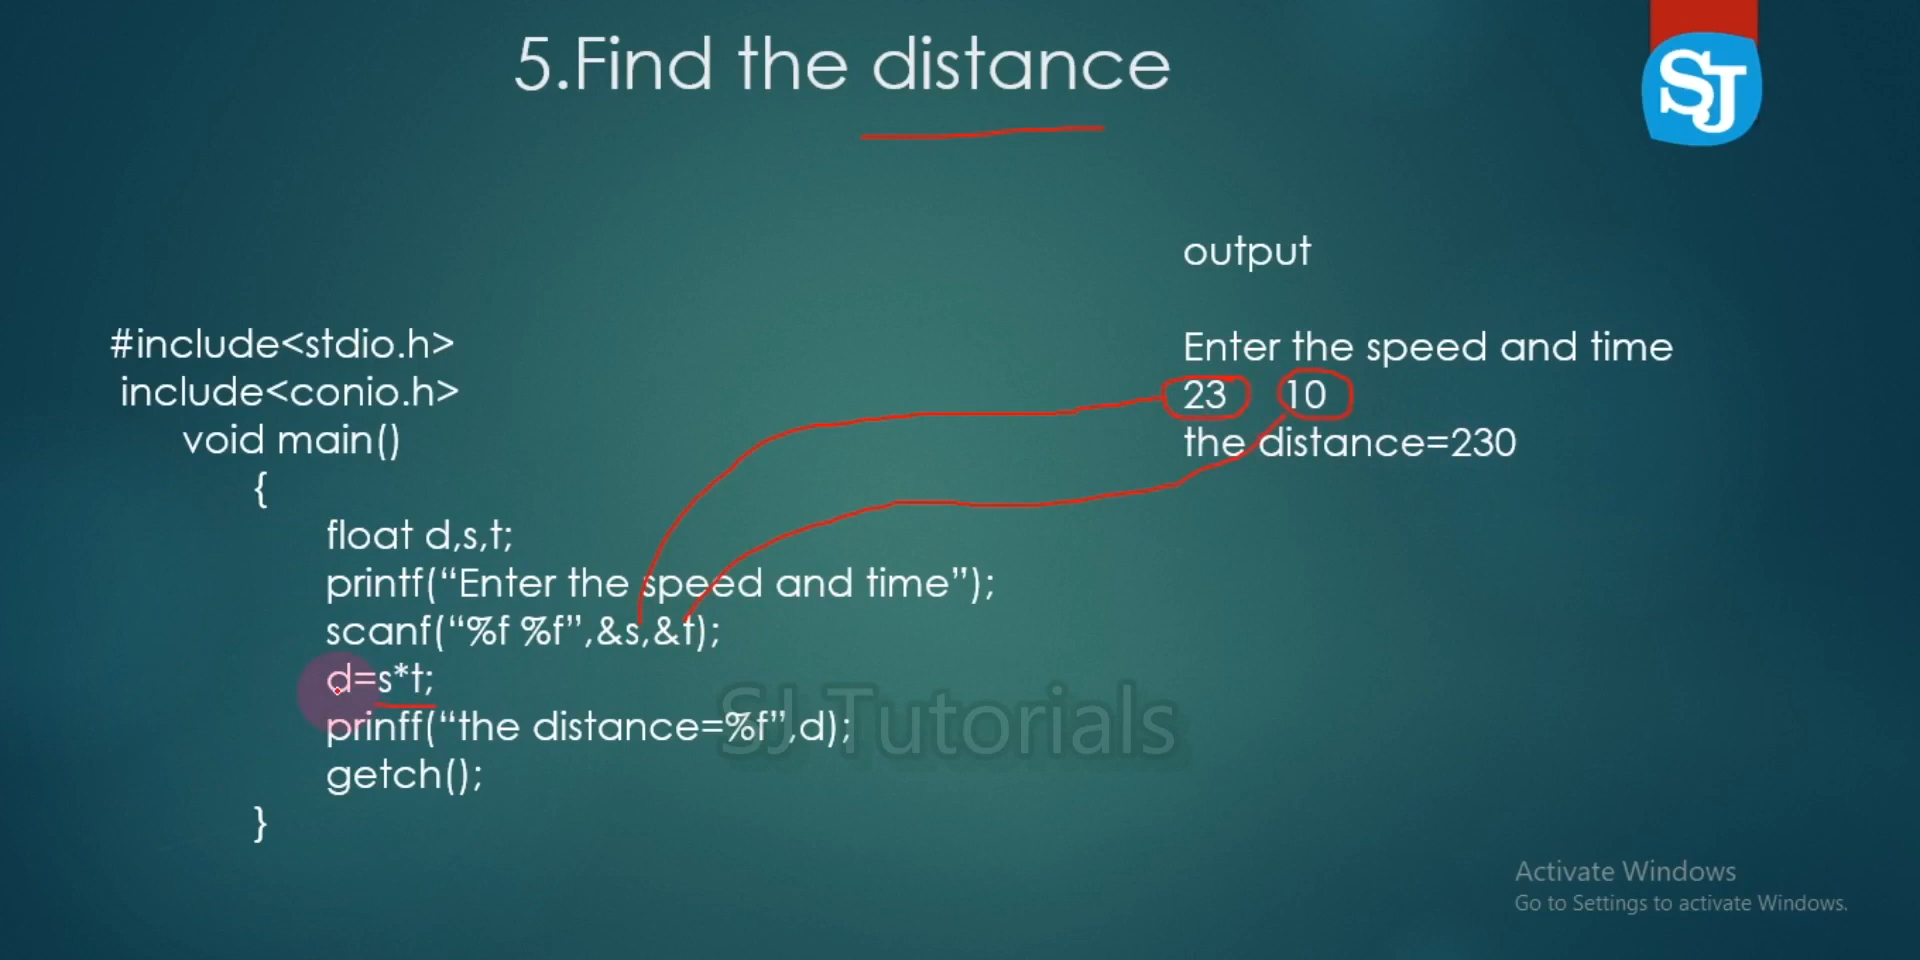 5.Find the distance
SJ
#include<stdio.h>
include<conio.h>
void main()
{
float d,s,t;
printf(“Enter the speed and time”);
scanf(“%f %f”,&s,&t);
d=s*t;
prinff(“the distance=%f”,d);
getch();
}
output
Enter the speed and time
23 10
the distance=230
SJ Tutorials
Activate Windows
Go to Settings to activate Windows.